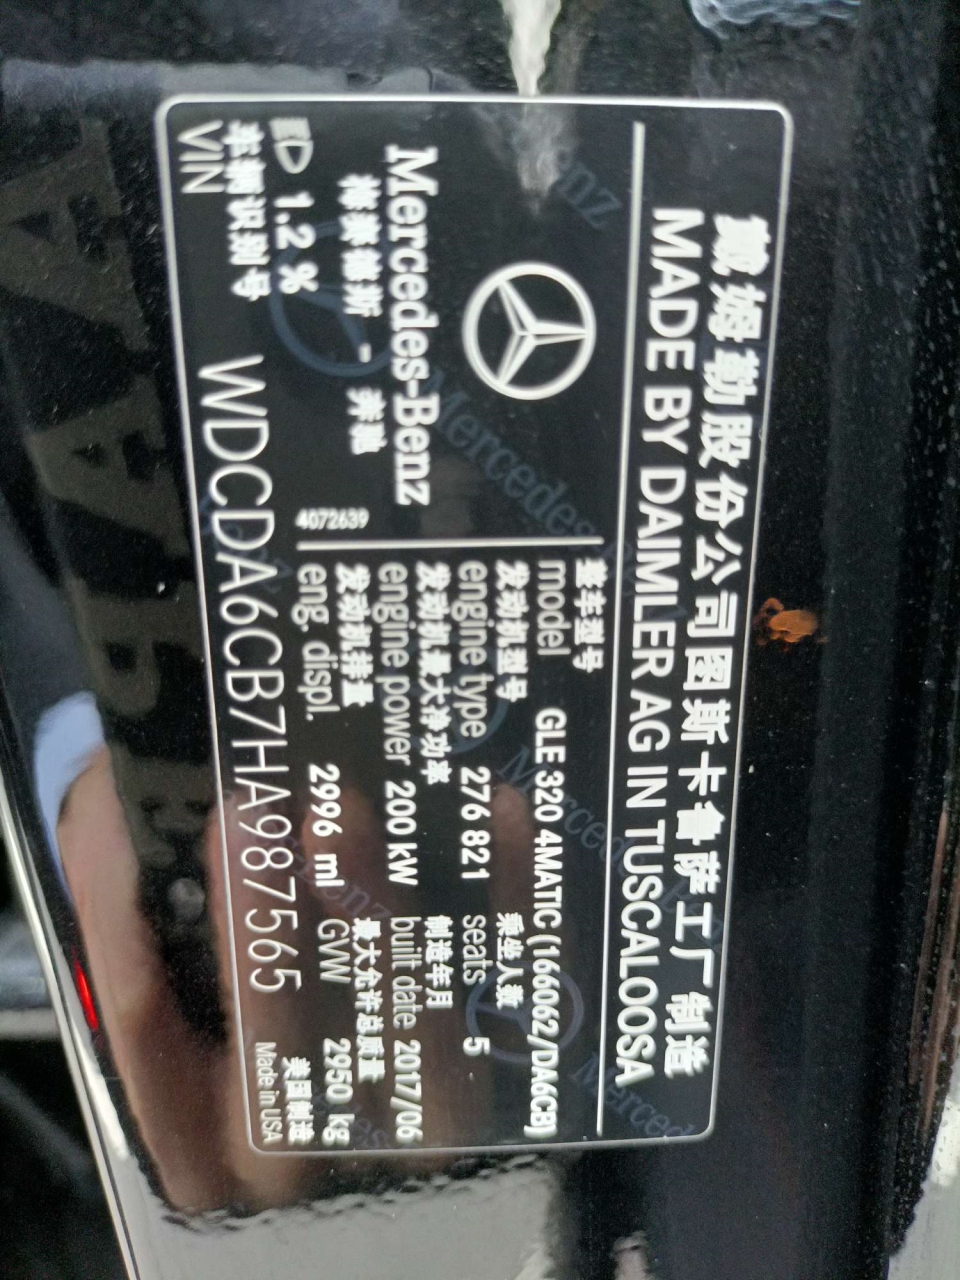 戴姆勒股份公司图斯卡鲁萨工厂制造
MADE BY DAIMLER AG IN TUSCALOOSA
Mercedes-Benz
梅赛德斯-奔驰
1.2 %
4072639
整车型号
model GLE 320 4MATIC (166062/DA6CB)
发动机型号 乘坐人数
engine type 276 821 seats 5
发动机最大净功率 制造年月
engine power 200 kW built date 2017/06
发动机排量 最大允许总质量
eng. displ. 2996 ml GVW 2950 kg
美国制造
Made in USA
车辆识别号
VIN WDCDA6CB7HA987565